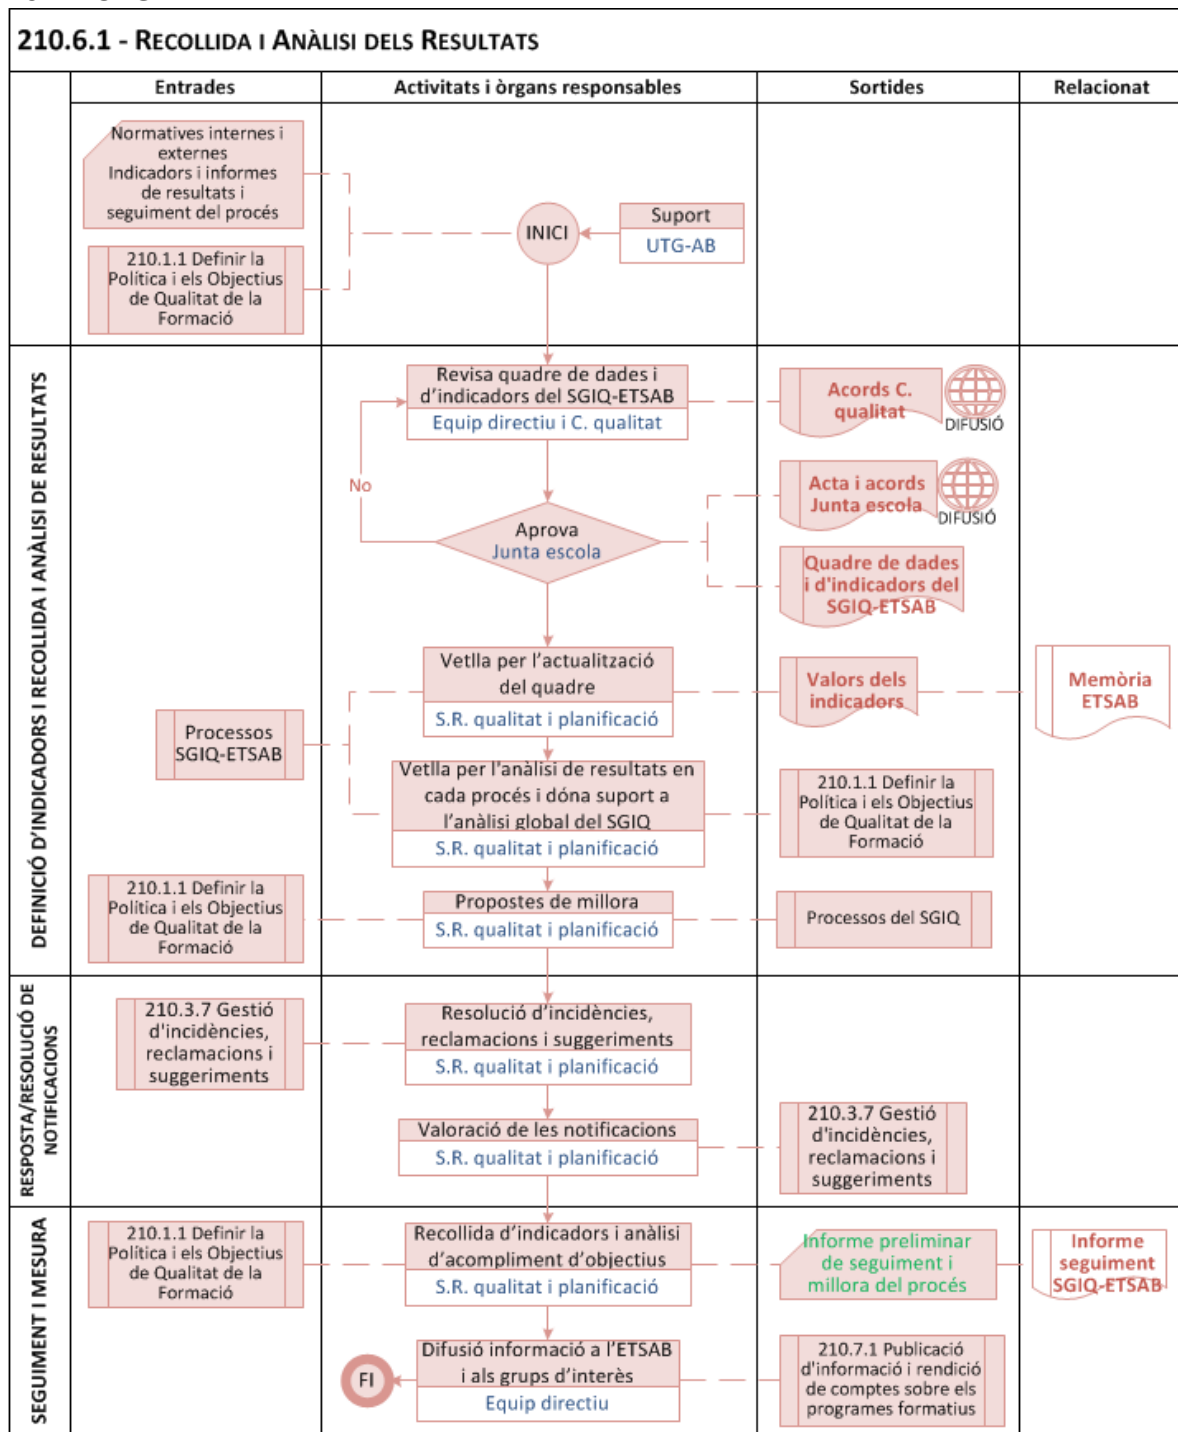 210.6.1 - RECOLLIDA I ANÀLISI DELS RESULTATS
Entrades
Activitats i òrgans responsables
Sortides
Relacionat
Normatives internes i
externes
Indicadors i informes
de resultats i
seguiment del procés
210.1.1 Definir la
Política i els Objectius
de Qualitat de la
Formació
INICI
Suport
UTG-AB
DEFINICIÓ D'INDICADORS I RECOLLIDA I ANÀLISI DE RESULTATS
Revisa quadre de dades i
d'indicadors del SGIQ-ETSAB
Equip directiu i C. qualitat
Acords C.
qualitat
DIFUSIÓ
No
Aprova
Junta escola
Acta i acords
Junta escola
DIFUSIÓ
Quadre de dades
i d'indicadors del
SGIQ-ETSAB
Vetlla per l'actualització
del quadre
S.R. qualitat i planificació
Valors dels
indicadors
Memòria
ETSAB
Processos
SGIQ-ETSAB
Vetlla per l'anàlisi de resultats en
cada procés i dóna suport a
l'anàlisi global del SGIQ
S.R. qualitat i planificació
210.1.1 Definir la
Política i els Objectius
de Qualitat de la
Formació
210.1.1 Definir la
Política i els Objectius
de Qualitat de la
Formació
Propostes de millora
S.R. qualitat i planificació
Processos del SGIQ
RESPOSTA/RESOLUCIÓ DE
NOTIFICACIONS
210.3.7 Gestió
d'incidències,
reclamacions i
suggeriments
Resolució d'incidències,
reclamacions i suggeriments
S.R. qualitat i planificació
Valoració de les notificacions
S.R. qualitat i planificació
210.3.7 Gestió
d'incidències,
reclamacions i
suggeriments
SEGUIMENT I MESURA
210.1.1 Definir la
Política i els Objectius
de Qualitat de la
Formació
Recollida d'indicadors i anàlisi
d'acompliment d'objectius
S.R. qualitat i planificació
Informe preliminar
de seguiment i
millora del procés
Informe
seguiment
SGIQ-ETSAB
FI
Difusió informació a l'ETSAB
i als grups d'interès
Equip directiu
210.7.1 Publicació
d'informació i rendició
de comptes sobre els
programes formatius